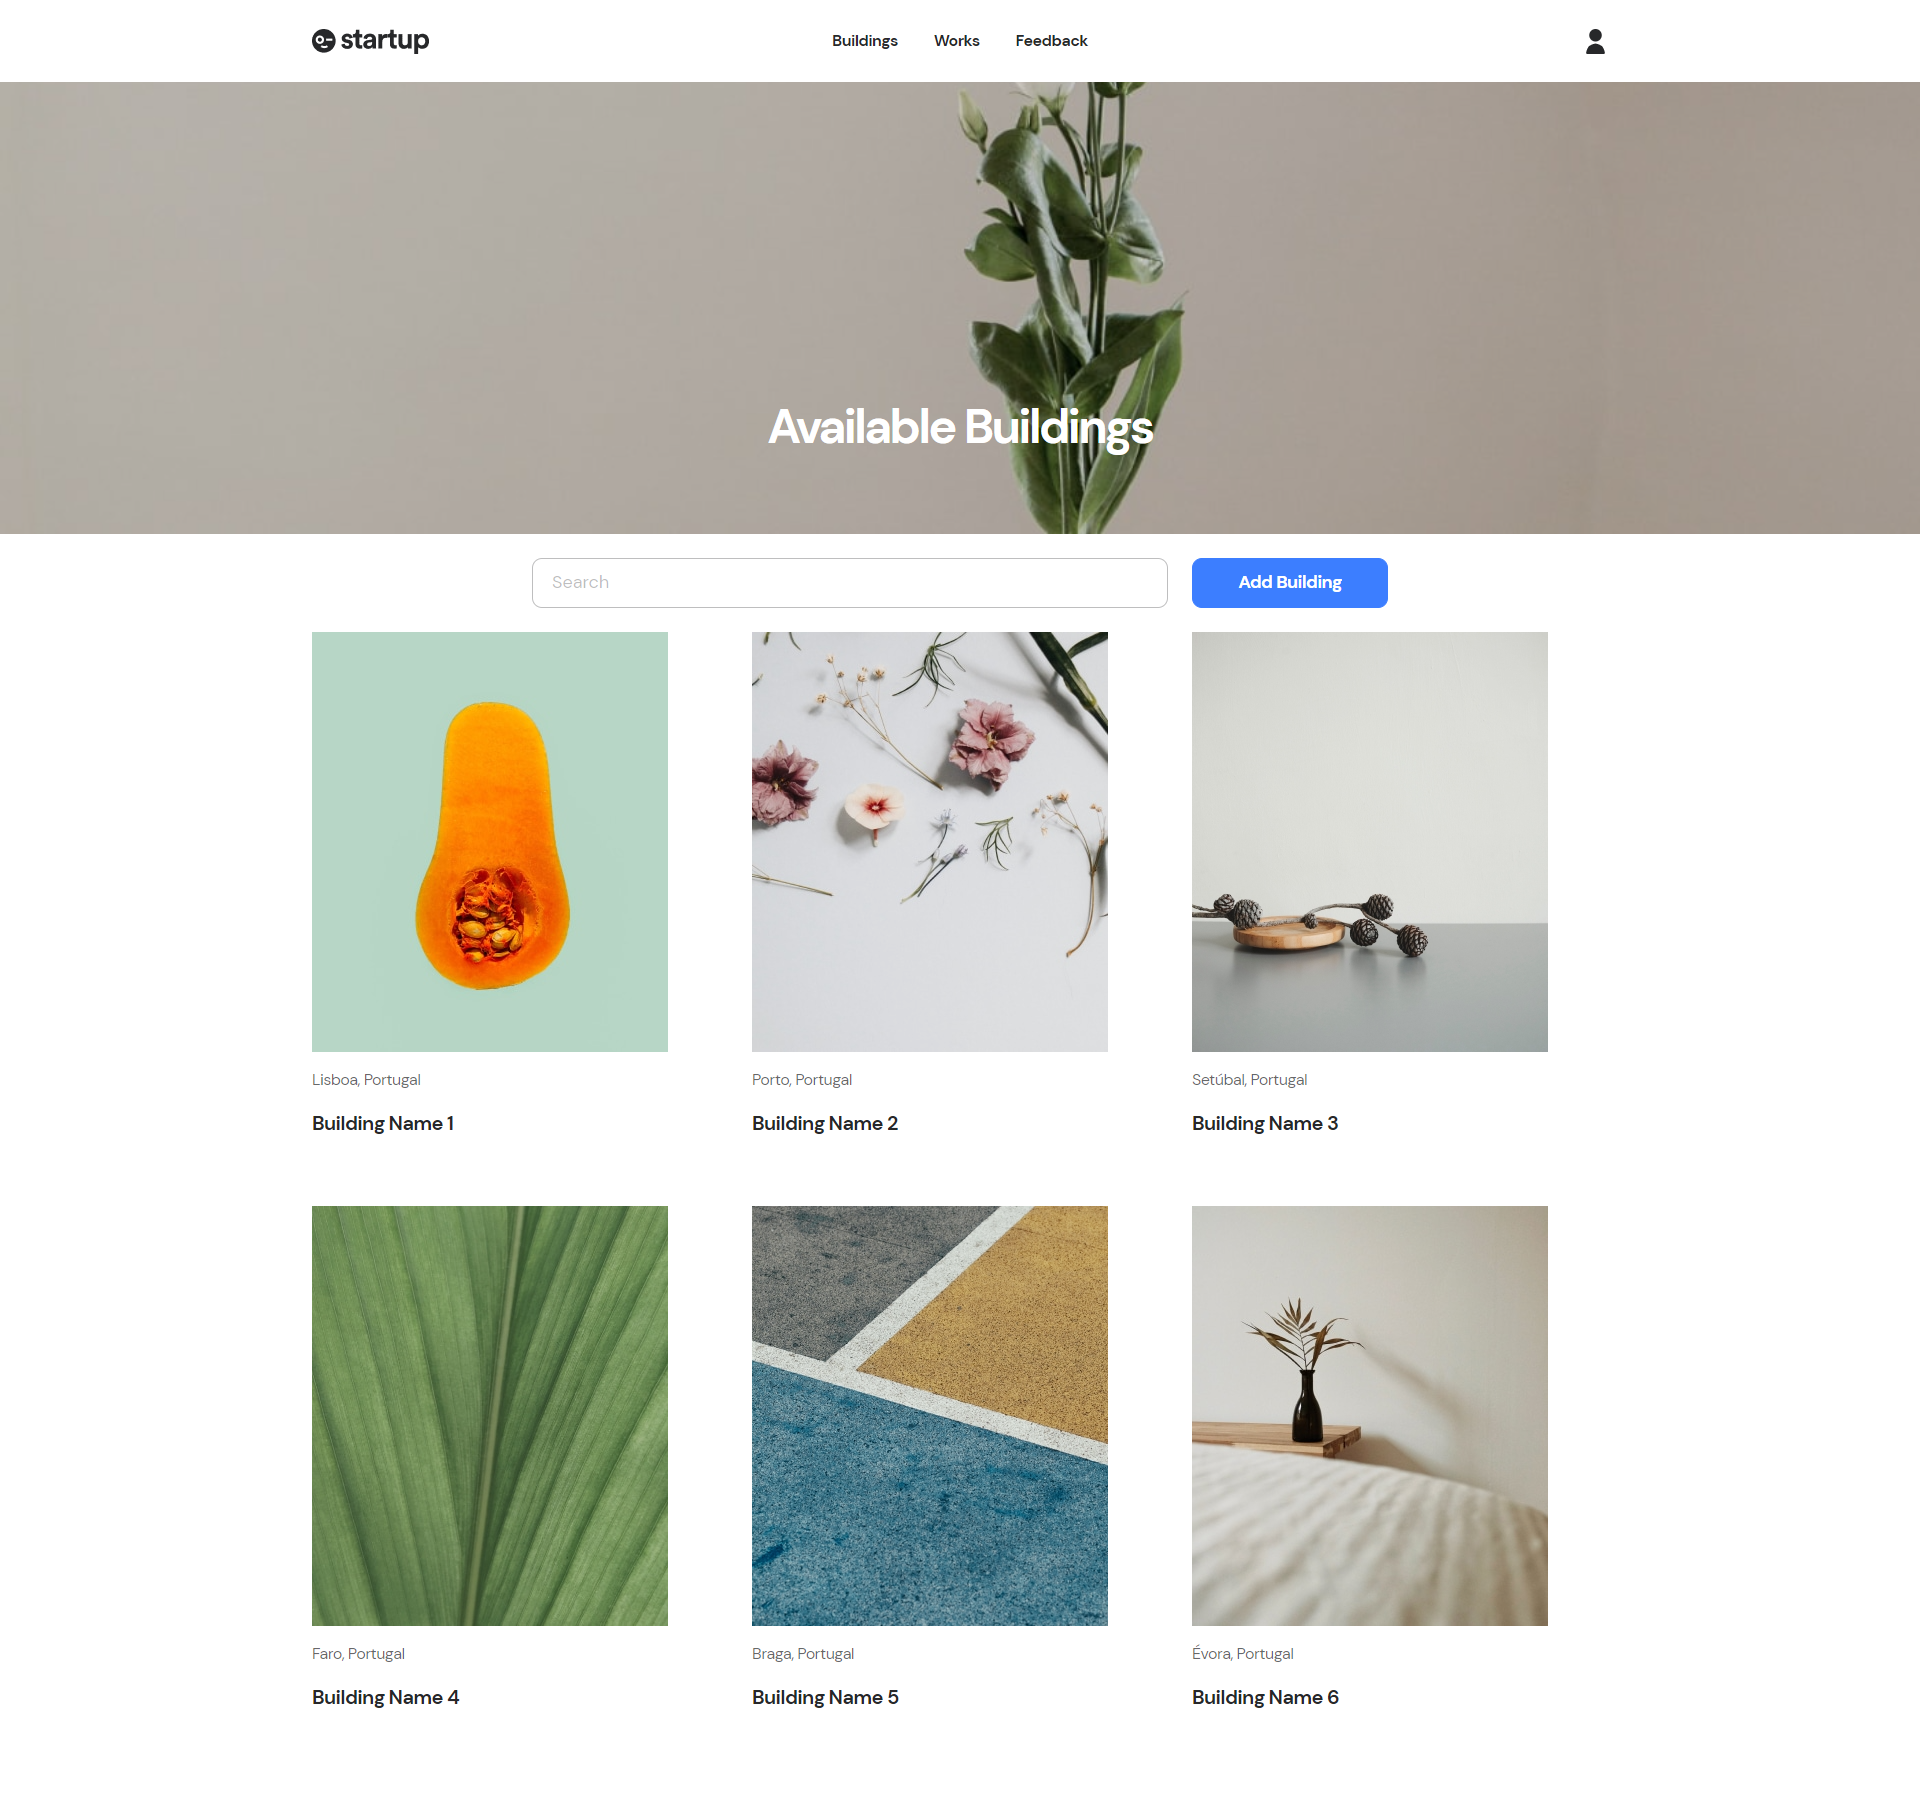 startup
Buildings
Works
Feedback
Available Buildings
Search
Add Building
Lisboa, Portugal
Building Name 1
Porto, Portugal
Building Name 2
Setúbal, Portugal
Building Name 3
Faro, Portugal
Building Name 4
Braga, Portugal
Building Name 5
Évora, Portugal
Building Name 6